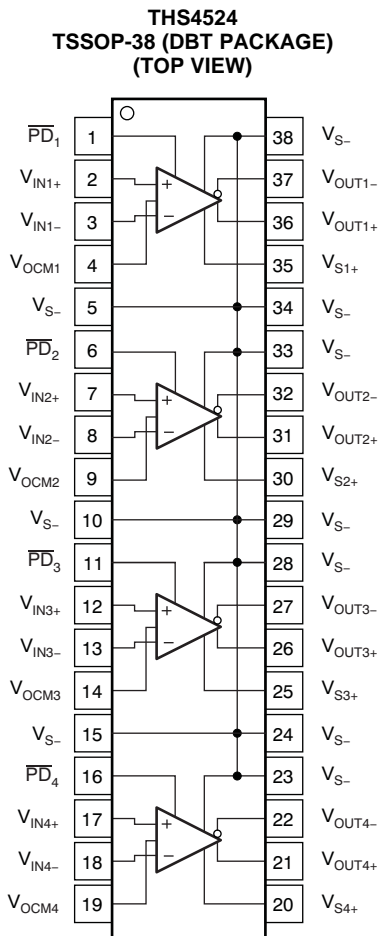 THS4524
TSSOP-38 (DBT PACKAGE)
(TOP VIEW)
PD1 1 38 VS–
VIN1+ 2 + 37 VOUT1–
VIN1– 3 – 36 VOUT1+
VOCM1 4 35 VS1+
VS– 5 34 VS–
PD2 6 33 VS–
VIN2+ 7 + 32 VOUT2–
VIN2– 8 – 31 VOUT2+
VOCM2 9 30 VS2+
VS– 10 29 VS–
PD3 11 28 VS–
VIN3+ 12 + 27 VOUT3–
VIN3– 13 – 26 VOUT3+
VOCM3 14 25 VS3+
VS– 15 24 VS–
PD4 16 23 VS–
VIN4+ 17 + 22 VOUT4–
VIN4– 18 – 21 VOUT4+
VOCM4 19 20 VS4+